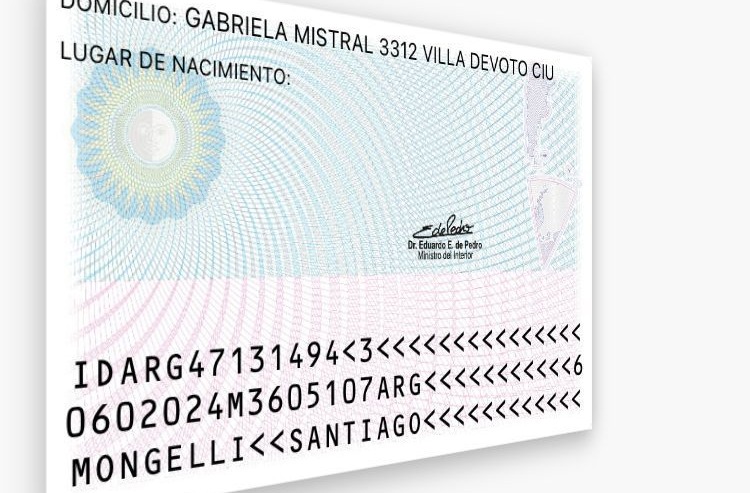 DOMICILIO: GABRIELA MISTRAL 3312 VILLA DEVOTO CIU
LUGAR DE NACIMIENTO:
Dr. Eduardo E. de Pedro
Ministro del Interior
IDARG47131494<3<<<<<<<<<<<<<<<
0602024M3605107ARG<<<<<<<<<<<6
MONGELLI<<SANTIAGO<<<<<<<<<<<<